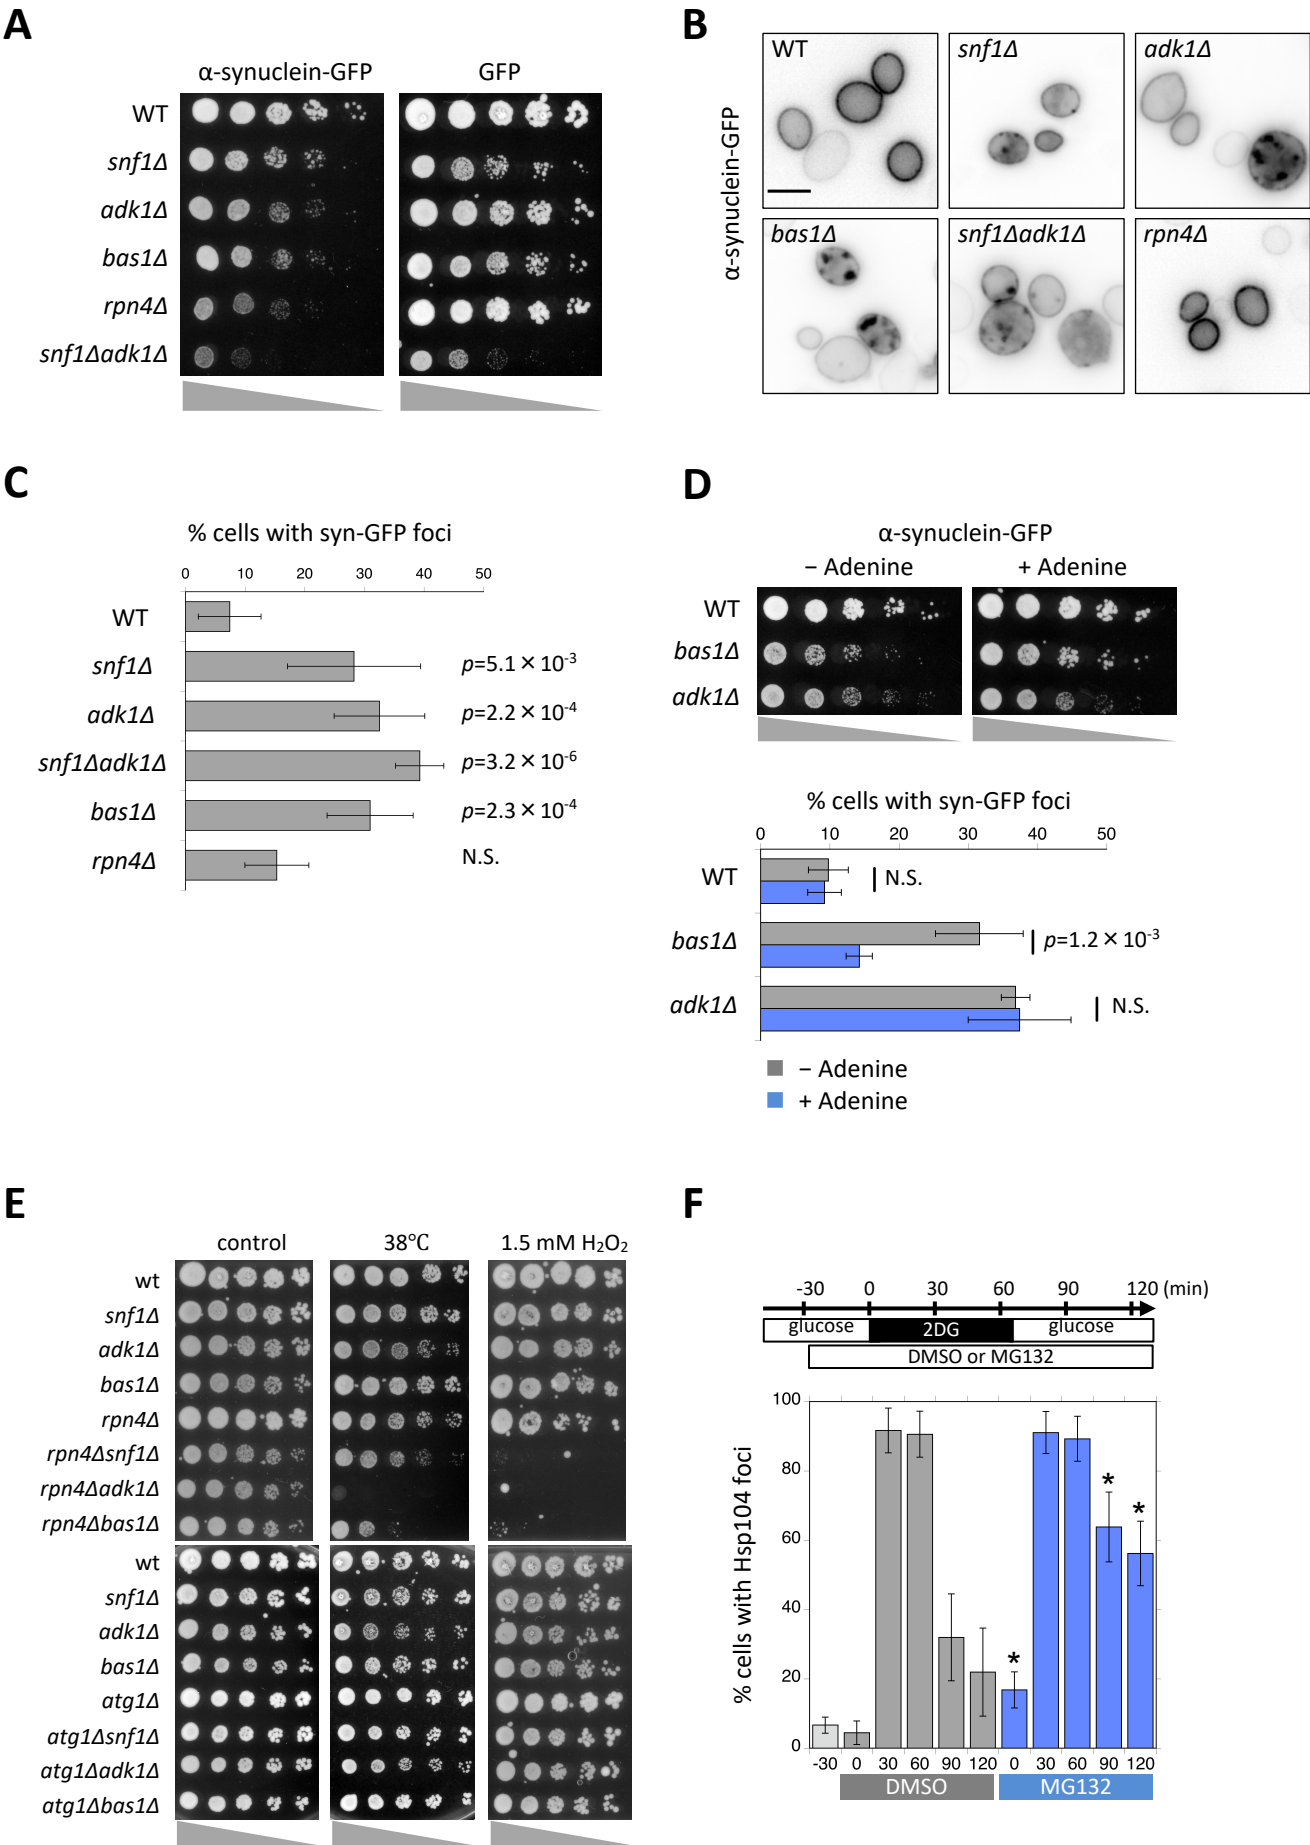 A
α-synuclein-GFP GFP
WT
snf1Δ
adk1Δ
bas1Δ
rpn4Δ
snf1Δadk1Δ
B
α-synuclein-GFP
WT snf1Δ adk1Δ
bas1Δ snf1Δadk1Δ rpn4Δ
C
% cells with syn-GFP foci
0 10 20 30 40 50
WT
snf1Δ p=5.1 × 10-3
adk1Δ p=2.2 × 10-4
snf1Δadk1Δ p=3.2 × 10-6
bas1Δ p=2.3 × 10-4
rpn4Δ N.S.
D
α-synuclein-GFP
− Adenine + Adenine
WT
bas1Δ
adk1Δ
% cells with syn-GFP foci
0 10 20 30 40 50
WT N.S.
bas1Δ p=1.2 × 10-3
adk1Δ N.S.
− Adenine
+ Adenine
E
control 38℃ 1.5 mM H₂O₂
wt
snf1Δ
adk1Δ
bas1Δ
rpn4Δ
rpn4Δsnf1Δ
rpn4Δadk1Δ
rpn4Δbas1Δ
wt
snf1Δ
adk1Δ
bas1Δ
atg1Δ
atg1Δsnf1Δ
atg1Δadk1Δ
atg1Δbas1Δ
F
-30 0 30 60 90 120 (min)
glucose 2DG glucose
DMSO or MG132
% cells with Hsp104 foci
100
80
60
40
20
0
* * *
-30 0 30 60 90 120 0 30 60 90 120
DMSO MG132